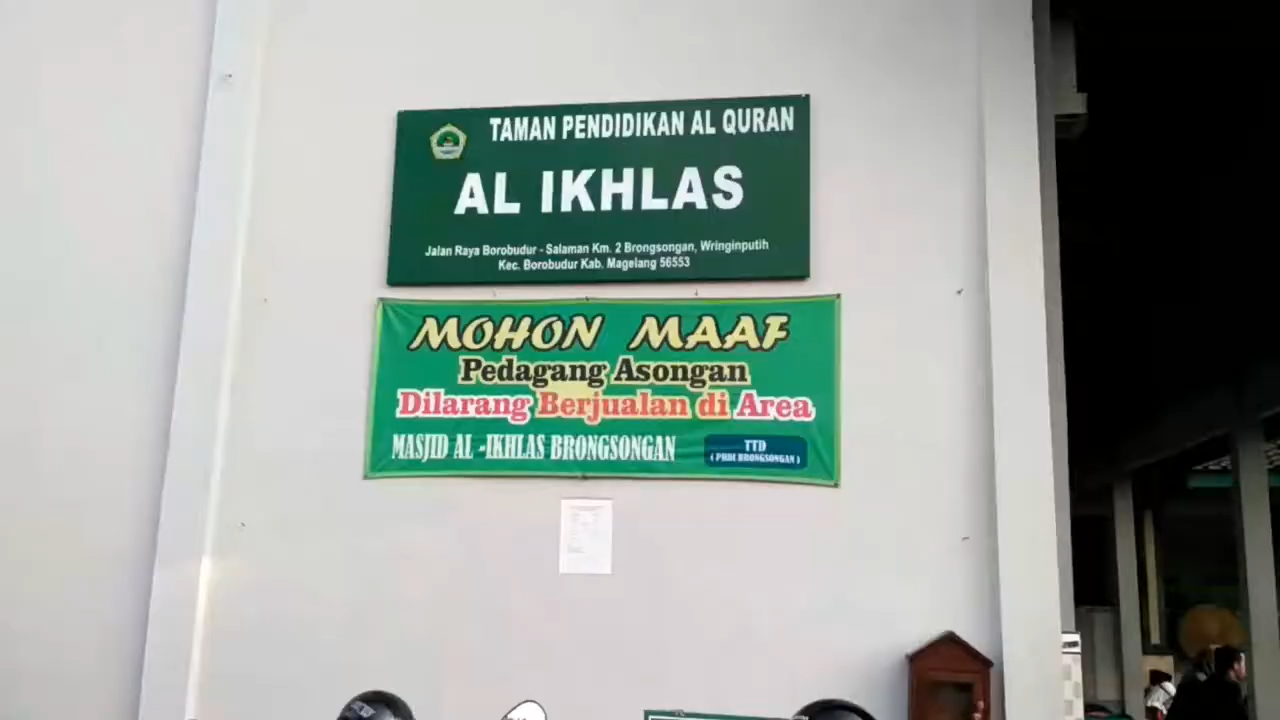 TAMAN PENDIDIKAN AL QURAN
AL IKHLAS
Jalan Raya Borobudur - Salaman Km. 2 Brongsongan, Wringinputih
Kec. Borobudur Kab. Magelang 56553
MOHON MAAF
Pedagang Asongan
Dilarang Berjualan di Area
MASJID AL -IKHLAS BRONGSONGAN
TTD
( PHBI BRONGSONGAN )